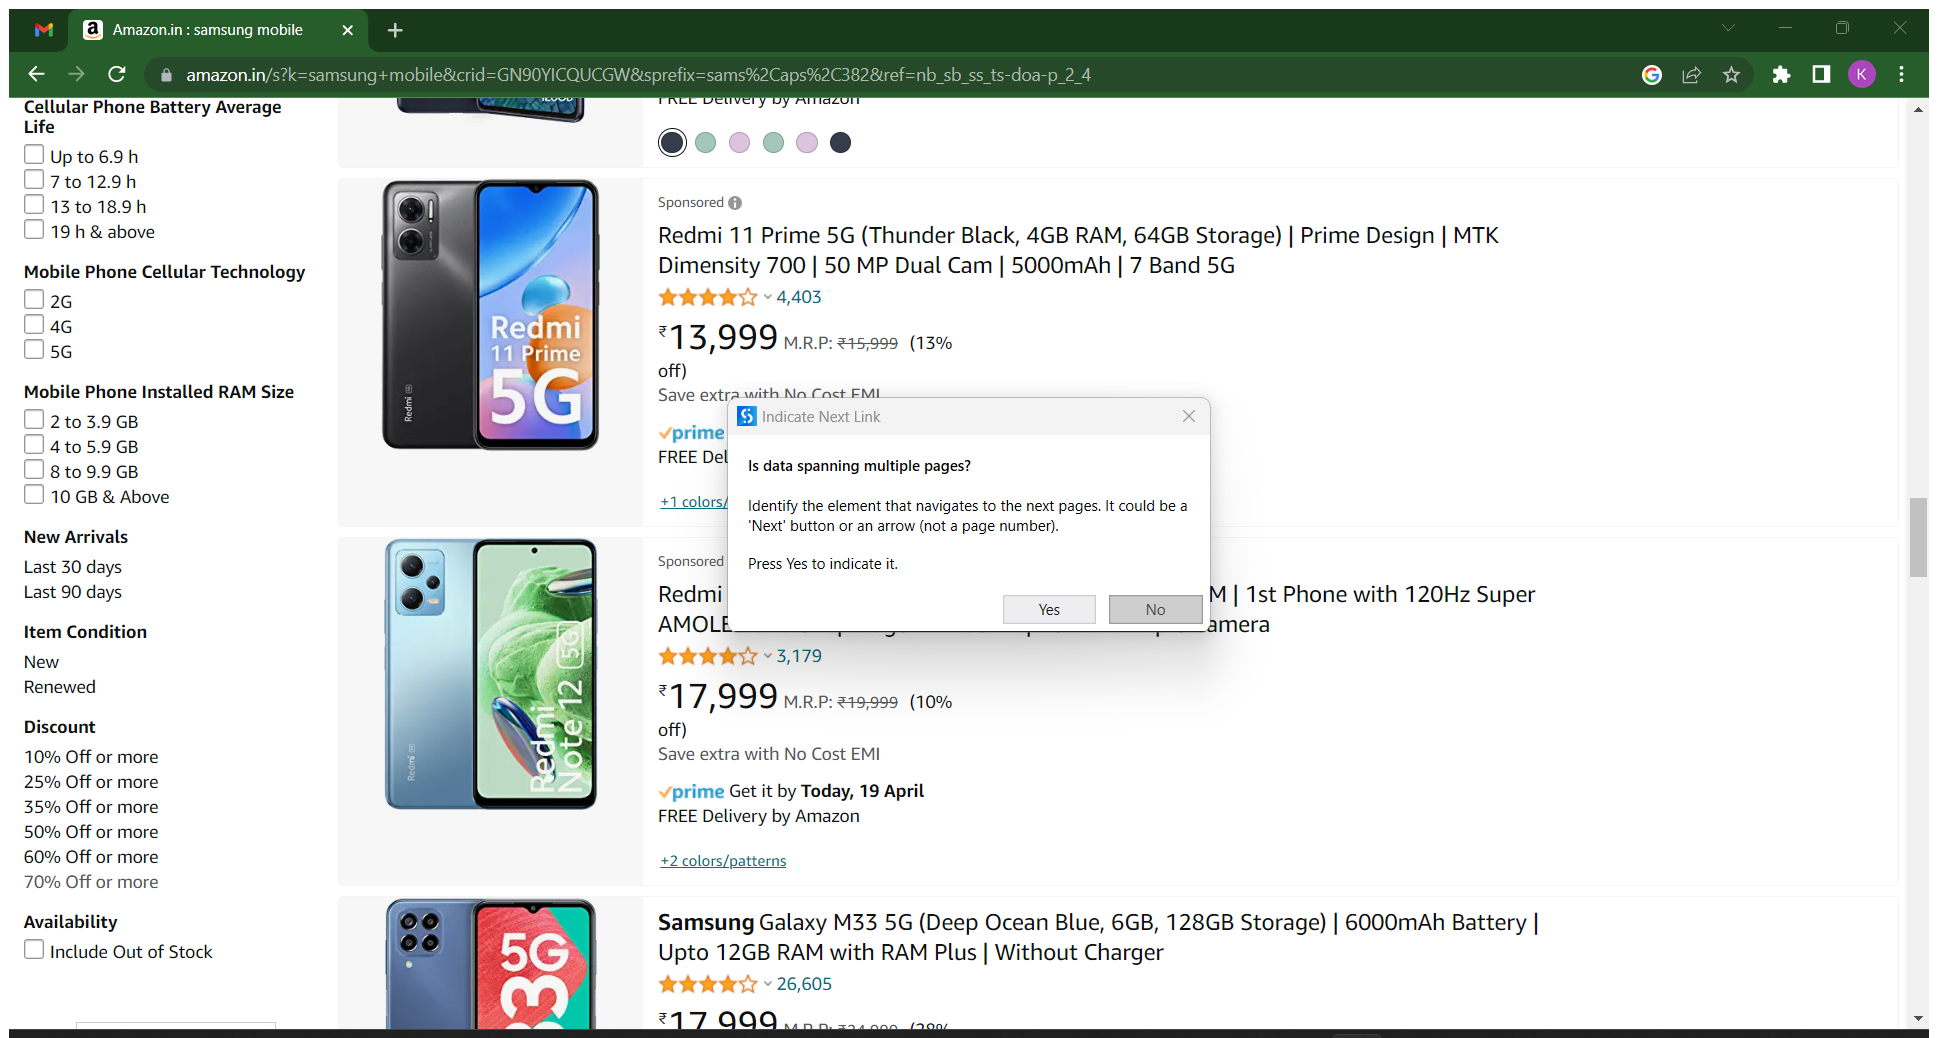 Amazon.in : samsung mobile
amazon.in/s?k=samsung+mobile&crid=GN90YICQUCGW&sprefix=sams%2Caps%2C382&ref=nb_sb_ss_ts-doa-p_2_4
K
Cellular Phone Battery Average
Life
Up to 6.9 h
7 to 12.9 h
13 to 18.9 h
19 h & above
Mobile Phone Cellular Technology
2G
4G
5G
Mobile Phone Installed RAM Size
2 to 3.9 GB
4 to 5.9 GB
8 to 9.9 GB
10 GB & Above
New Arrivals
Last 30 days
Last 90 days
Item Condition
New
Renewed
Discount
10% Off or more
25% Off or more
35% Off or more
50% Off or more
60% Off or more
70% Off or more
Availability
Include Out of Stock
128GB
FREE Delivery by Amazon
Redmi
11 Prime
5G
Redmi
Sponsored
Redmi 11 Prime 5G (Thunder Black, 4GB RAM, 64GB Storage) | Prime Design | MTK
Dimensity 700 | 50 MP Dual Cam | 5000mAh | 7 Band 5G
4,403
₹13,999 M.R.P: ₹15,999 (13%
off)
Save extra with No Cost EMI
prime
FREE Del
+1 colors/
Indicate Next Link
Is data spanning multiple pages?
Identify the element that navigates to the next pages. It could be a
'Next' button or an arrow (not a page number).
Press Yes to indicate it.
Yes
No
Redmi
Note 12 5G
Redmi
Sponsored
Redmi M | 1st Phone with 120Hz Super
AMOLE amera
3,179
₹17,999 M.R.P: ₹19,999 (10%
off)
Save extra with No Cost EMI
prime Get it by Today, 19 April
FREE Delivery by Amazon
+2 colors/patterns
5G
33
Samsung Galaxy M33 5G (Deep Ocean Blue, 6GB, 128GB Storage) | 6000mAh Battery |
Upto 12GB RAM with RAM Plus | Without Charger
26,605
₹17,999 M.R.P: ₹24,999 (28%